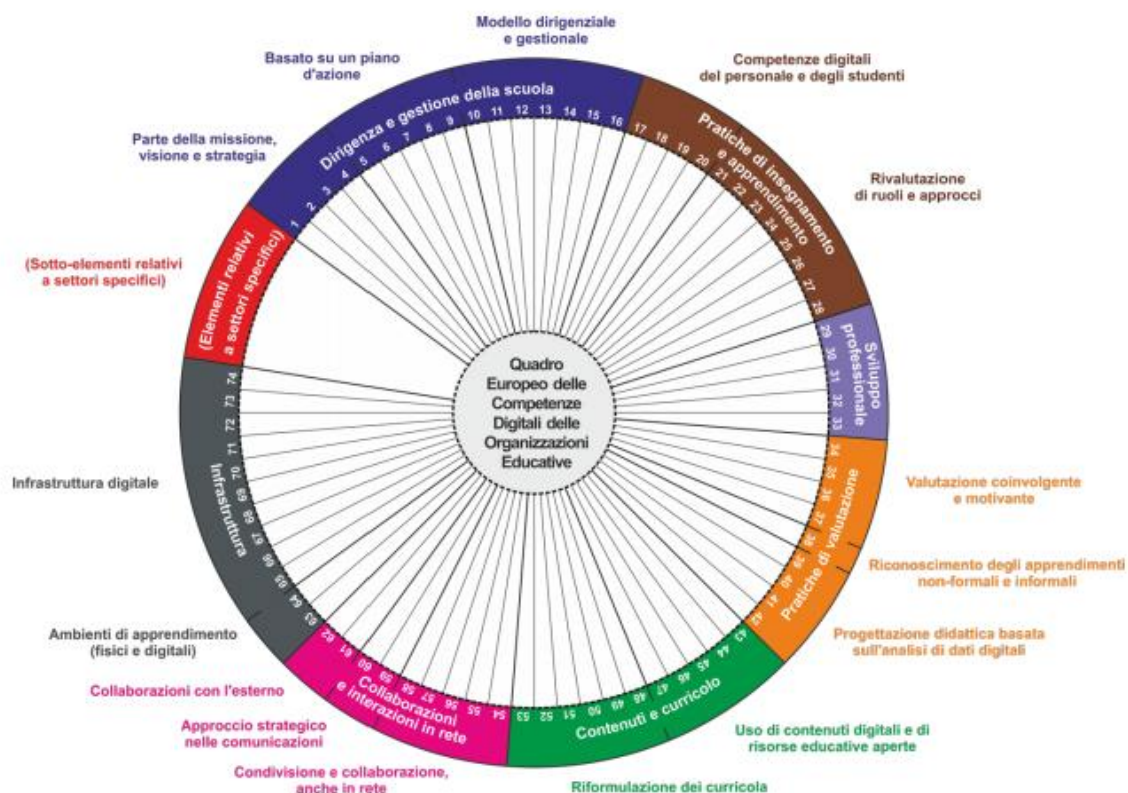 Modello dirigenziale
e gestionale
Basato su un piano
d'azione
Competenze digitali
del personale e degli studenti
Parte della missione,
visione e strategia
Rivalutazione
di ruoli e approcci
(Sotto-elementi relativi
a settori specifici)
Infrastruttura digitale
Valutazione coinvolgente
e motivante
Riconoscimento degli apprendimenti
non-formali e informali
Ambienti di apprendimento
(fisici e digitali)
Progettazione didattica basata
sull'analisi di dati digitali
Collaborazioni con l'esterno
Approccio strategico
nelle comunicazioni
Uso di contenuti digitali e di
risorse educative aperte
Condivisione e collaborazione,
anche in rete
Riformulazione dei curricola
Dirigenza e gestione della scuola
Pratiche di insegnamento
e apprendimento
Sviluppo
professionale
Pratiche di valutazione
Contenuti e curricolo
Collaborazioni
e interazioni in rete
Infrastruttura
(Elementi relativi
a settori specifici)
1 2 3 4 5 6 7 8 9 10 11 12 13 14 15 16
17 18 19 20 21 22 23 24 25 26 27 28
29 30 31 32 33
34 35 36 37 38 39 40 41 42
43 44 45 46 47 48 49 50 51 52 53
54 55 56 57 58 59 60 61 62
63 64 65 66 67 68 69 70 71 72 73 74
Quadro
Europeo delle
Competenze
Digitali delle
Organizzazioni
Educative